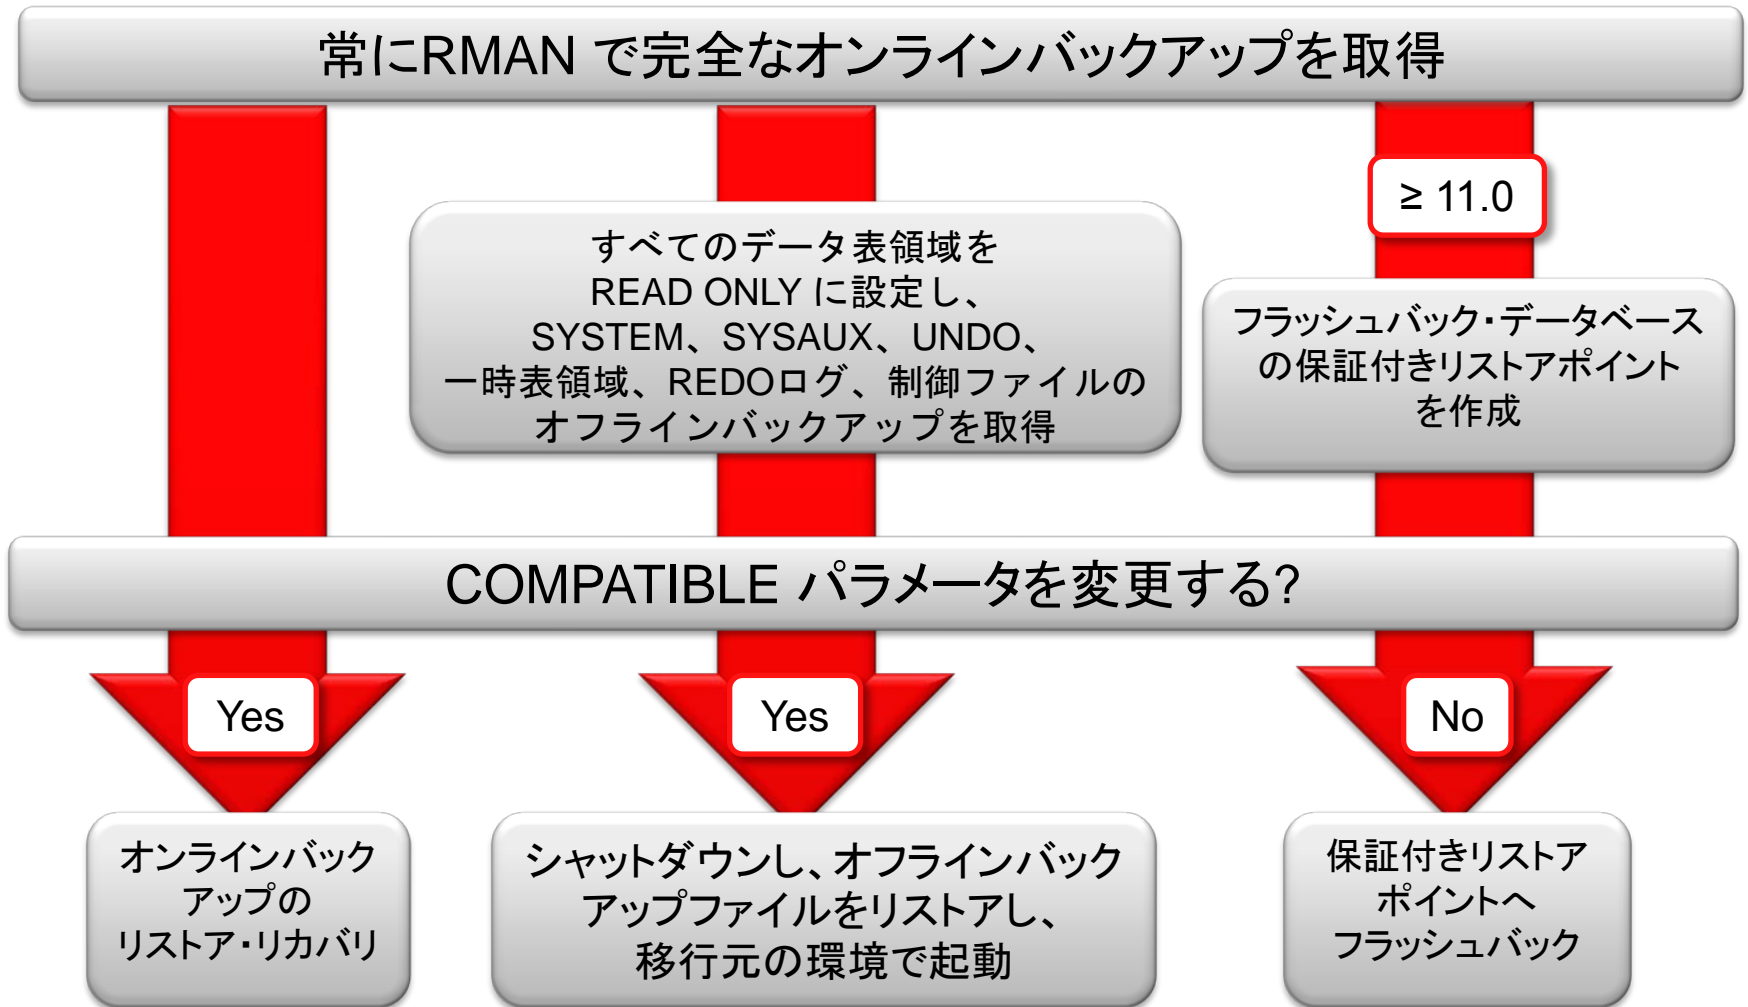 常にRMAN で完全なオンラインバックアップを取得
≥ 11.0
すべてのデータ表領域を
READ ONLY に設定し、
SYSTEM、SYSAUX、UNDO、
一時表領域、REDOログ、制御ファイルの
オフラインバックアップを取得
フラッシュバック・データベース
の保証付きリストアポイント
を作成
COMPATIBLE パラメータを変更する?
Yes
Yes
No
オンラインバック
アップの
リストア・リカバリ
シャットダウンし、オフラインバック
アップファイルをリストアし、
移行元の環境で起動
保証付きリストア
ポイントへ
フラッシュバック